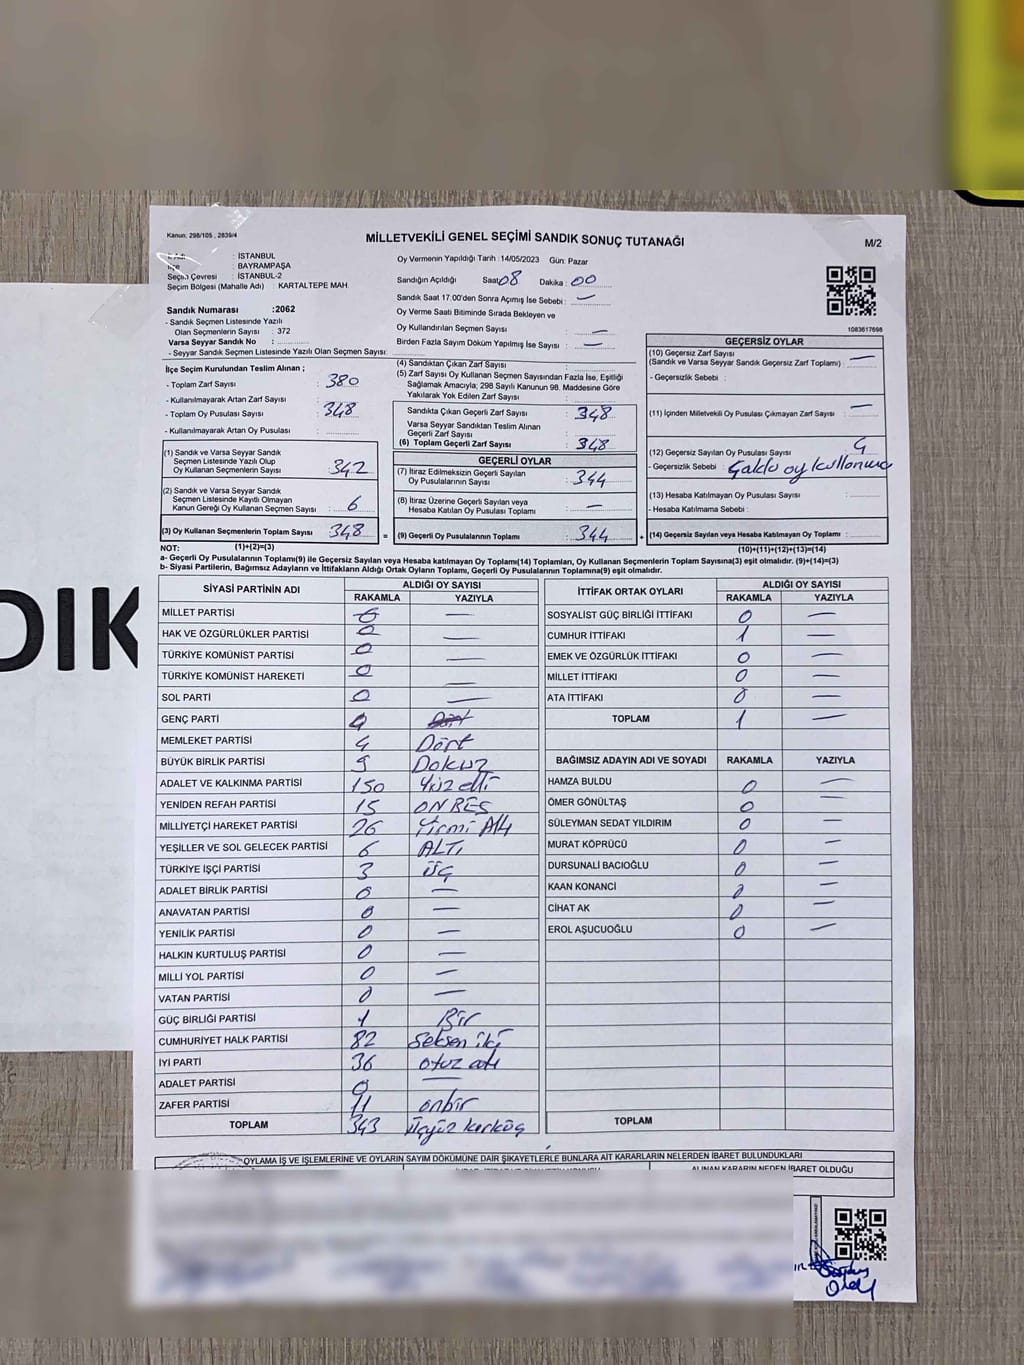 DIK
Kanun: 298/105 , 2839/4
MİLLETVEKİLİ GENEL SEÇİMİ SANDIK SONUÇ TUTANAĞI
M/2
İli Adı : İSTANBUL
İlçe : BAYRAMPAŞA
Seçim Çevresi : İSTANBUL-2
Seçim Bölgesi (Mahalle Adı) : KARTALTEPE MAH.
Sandık Numarası :2062
- Sandık Seçmen Listesinde Yazılı
Olan Seçmenlerin Sayısı : 372
Varsa Seyyar Sandık No :
- Seyyar Sandık Seçmen Listesinde Yazılı Olan Seçmen Sayısı:
Oy Vermenin Yapıldığı Tarih : 14/05/2023 Gün: Pazar
Sandığın Açıldığı Saat: 08 Dakika : 00
Sandık Saat 17.00'den Sonra Açılmış İse Sebebi : —
Oy Verme Saati Bitiminde Sırada Bekleyen ve
Oy Kullandırılan Seçmen Sayısı : —
Birden Fazla Sayım Döküm Yapılmış İse Sayısı : —
1083617698
İlçe Seçim Kurulundan Teslim Alınan ;
- Toplam Zarf Sayısı : 380
- Kullanılmayarak Artan Zarf Sayısı :
- Toplam Oy Pusulası Sayısı : 348
- Kullanılmayarak Artan Oy Pusulası :
(1) Sandık ve Varsa Seyyar Sandık
Seçmen Listesinde Yazılı Olup
Oy Kullanan Seçmenlerin Sayısı : 342
(2) Sandık ve Varsa Seyyar Sandık
Seçmen Listesinde Kayıtlı Olmayan
Kanun Gereği Oy Kullanan Seçmen Sayısı : 6
(3) Oy Kullanan Seçmenlerin Toplam Sayısı : 348 =
(1)+(2)=(3)
(4) Sandıktan Çıkan Zarf Sayısı :
(5) Zarf Sayısı Oy Kullanan Seçmen Sayısından Fazla İse, Eşitliği
Sağlamak Amacıyla; 298 Sayılı Kanunun 98. Maddesine Göre
Yakılarak Yok Edilen Zarf Sayısı :
Sandıkta Çıkan Geçerli Zarf Sayısı : 348
Varsa Seyyar Sandıktan Teslim Alınan
Geçerli Zarf Sayısı :
(6) Toplam Geçerli Zarf Sayısı : 348
GEÇERLİ OYLAR
(7) İtiraz Edilmeksizin Geçerli Sayılan
Oy Pusulalarının Sayısı : 344
(8) İtiraz Üzerine Geçerli Sayılan veya
Hesaba Katılan Oy Pusulası Toplamı : —
(9) Geçerli Oy Pusulalarının Toplamı : 344 +
GEÇERSİZ OYLAR
(10) Geçersiz Zarf Sayısı
(Sandık ve Varsa Seyyar Sandık Geçersiz Zarf Toplamı) : —
- Geçersizlik Sebebi :
(11) İçinden Milletvekili Oy Pusulası Çıkmayan Zarf Sayısı : —
(12) Geçersiz Sayılan Oy Pusulası Sayısı : 4
- Geçersizlik Sebebi :
(13) Hesaba Katılmayan Oy Pusulası Sayısı :
- Hesaba Katılmama Sebebi :
(14) Geçersiz Sayılan veya Hesaba Katılmayan Oy Toplamı :
(10)+(11)+(12)+(13)=(14)
NOT:
a- Geçerli Oy Pusulalarının Toplamı(9) ile Geçersiz Sayılan veya Hesaba katılmayan Oy Toplamı(14) Toplamları, Oy Kullanan Seçmenlerin Toplam Sayısına(3) eşit olmalıdır. (9)+(14)=(3)
b- Siyasi Partilerin, Bağımsız Adayların ve İttifakların Aldığı Ortak Oyların Toplamı, Geçerli Oy Pusulalarının Toplamına(9) eşit olmalıdır.
SİYASİ PARTİNİN ADI ALDIĞI OY SAYISI
RAKAMLA YAZIYLA
MİLLET PARTİSİ 0 —
HAK VE ÖZGÜRLÜKLER PARTİSİ 0 —
TÜRKİYE KOMÜNİST PARTİSİ 0 —
TÜRKİYE KOMÜNİST HAREKETİ 0 —
SOL PARTİ 0 —
GENÇ PARTİ
MEMLEKET PARTİSİ 4 Dört
BÜYÜK BİRLİK PARTİSİ 9 Dokuz
ADALET VE KALKINMA PARTİSİ 150 Yüz elli
YENİDEN REFAH PARTİSİ 15 ON BEŞ
MİLLİYETÇİ HAREKET PARTİSİ 26 Yirmi Altı
YEŞİLLER VE SOL GELECEK PARTİSİ 6 ALTI
TÜRKİYE İŞÇİ PARTİSİ 3 ÜÇ
ADALET BİRLİK PARTİSİ 0 —
ANAVATAN PARTİSİ 0 —
YENİLİK PARTİSİ 0 —
HALKIN KURTULUŞ PARTİSİ 0 —
MİLLİ YOL PARTİSİ 0 —
VATAN PARTİSİ 0 —
GÜÇ BİRLİĞİ PARTİSİ 1 Bir
CUMHURİYET HALK PARTİSİ 82 Seksen iki
İYİ PARTİ 36 otuz altı
ADALET PARTİSİ 0 —
ZAFER PARTİSİ 11 onbir
TOPLAM 343 üçyüz kırküç
İTTİFAK ORTAK OYLARI ALDIĞI OY SAYISI
RAKAMLA YAZIYLA
SOSYALİST GÜÇ BİRLİĞİ İTTİFAKI 0 —
CUMHUR İTTİFAKI 1 —
EMEK VE ÖZGÜRLÜK İTTİFAKI 0 —
MİLLET İTTİFAKI 0 —
ATA İTTİFAKI 0 —
TOPLAM 1 —
BAĞIMSIZ ADAYIN ADI VE SOYADI RAKAMLA YAZIYLA
HAMZA BULDU 0 —
ÖMER GÖNÜLTAŞ 0 —
SÜLEYMAN SEDAT YILDIRIM 0 —
MURAT KÖPRÜCÜ 0 —
DURSUNALİ BACIOĞLU 0 —
KAAN KONANCİ 0 —
CİHAT AK 0 —
EROL AŞUCUOĞLU 0 —
TOPLAM
OYLAMA İŞ VE İŞLEMLERİNE VE OYLARIN SAYIM DÖKÜMÜNE DAİR ŞİKAYETLERLE BUNLARA AİT KARARLARIN NELERDEN İBARET BULUNDUKLARI
ALINAN KARARIN NEDEN İBARET OLDUĞU